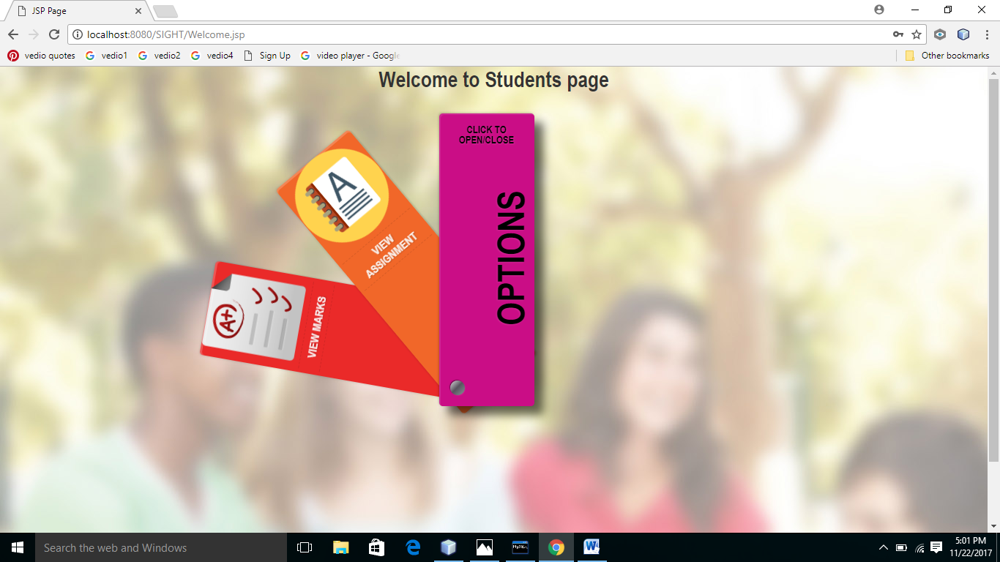 JSP Page
localhost:8080/SIGHT/Welcome.jsp
vedio quotes
vedio1
vedio2
vedio4
Sign Up
video player - Google
Other bookmarks
Welcome to Students page
CLICK TO
OPEN/CLOSE
OPTIONS
A
VIEW
ASSIGNMENT
A+
VIEW MARKS
Search the web and Windows
MySQL
5:01 PM
11/22/2017